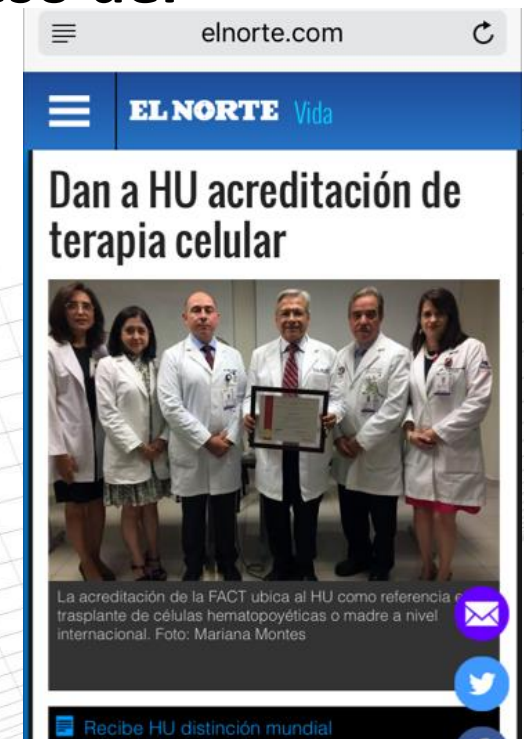 elnorte.com
EL NORTE Vida
Dan a HU acreditación de
terapia celular
La acreditación de la FACT ubica al HU como referencia
trasplante de células hematopoyéticas o madre a nivel
internacional. Foto: Mariana Montes
Recibe HU distinción mundial